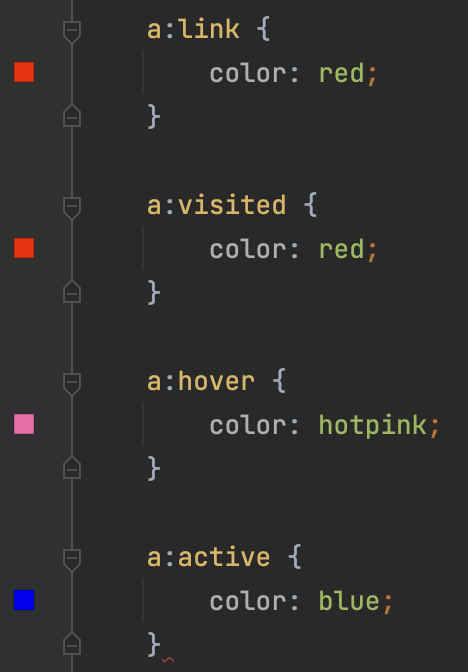 a:link {
    color: red;
}

a:visited {
    color: red;
}

a:hover {
    color: hotpink;
}

a:active {
    color: blue;
}